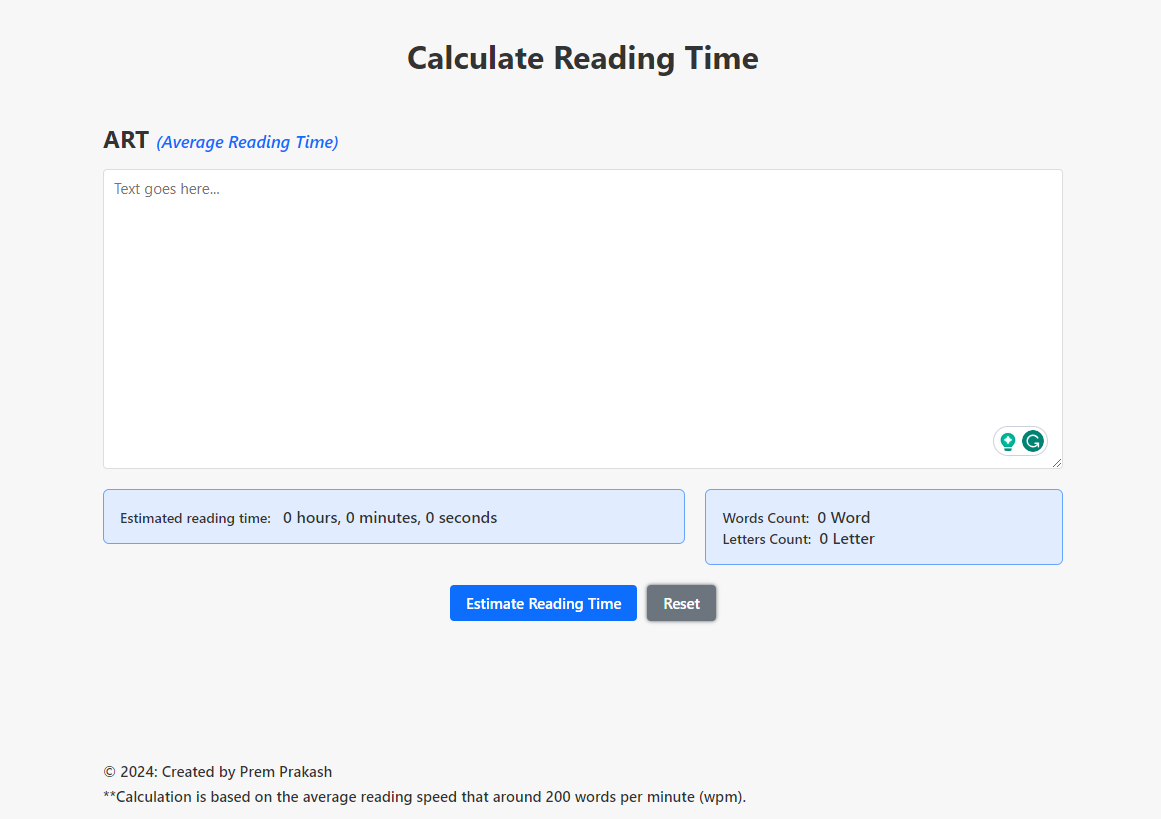 Calculate Reading Time
ART (Average Reading Time)
Text goes here...
Estimated reading time: 0 hours, 0 minutes, 0 seconds
Words Count: 0 Word
Letters Count: 0 Letter
Estimate Reading Time
Reset
© 2024: Created by Prem Prakash
**Calculation is based on the average reading speed that around 200 words per minute (wpm).